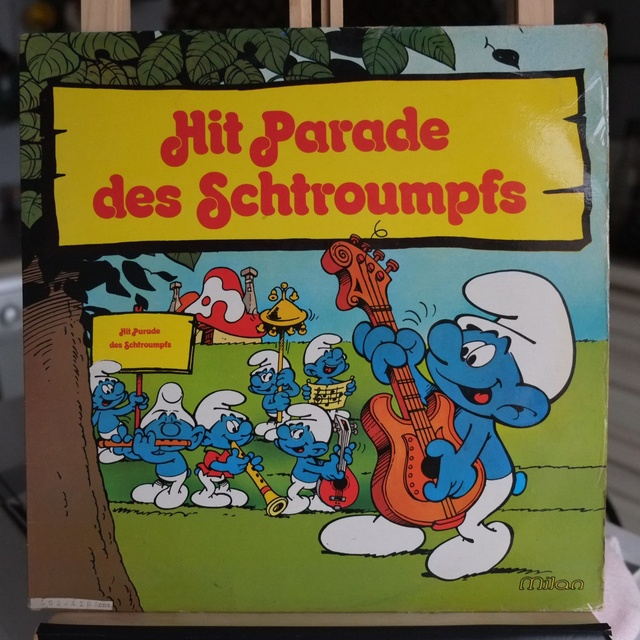 Hit Parade
des Schtroumpfs
Hit Parade
des Schtroumpfs
Milan